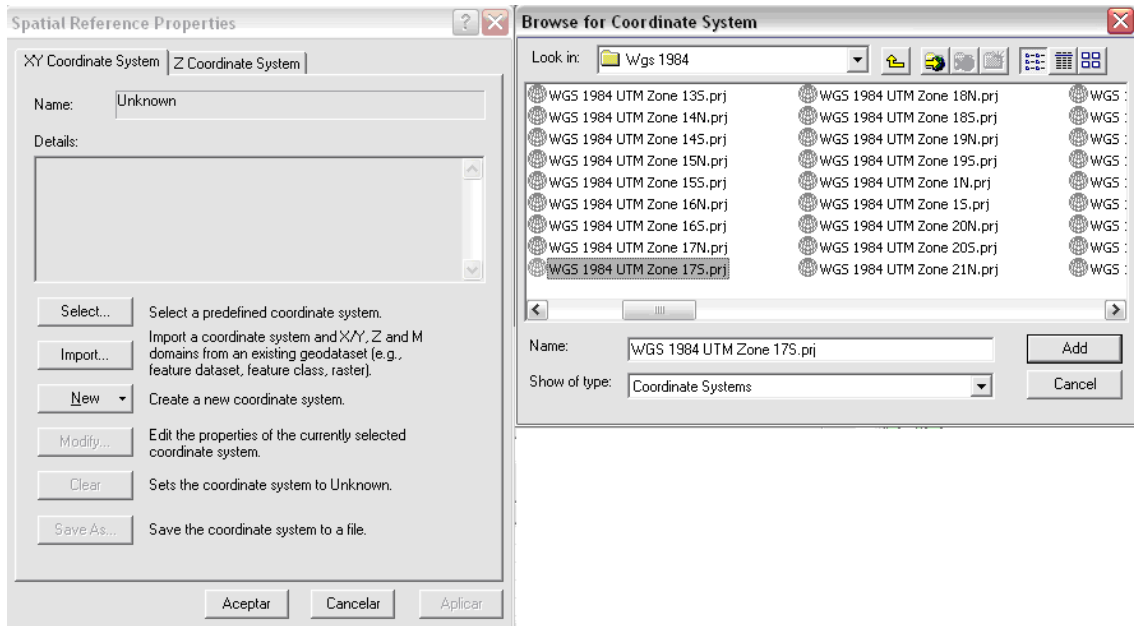 Spatial Reference Properties
XY Coordinate System
Z Coordinate System
Name:
Unknown
Details:
Select...
Select a predefined coordinate system.
Import...
Import a coordinate system and X/Y, Z and M
domains from an existing geodataset (e.g.,
feature dataset, feature class, raster).
New
Create a new coordinate system.
Modify...
Edit the properties of the currently selected
coordinate system.
Clear
Sets the coordinate system to Unknown.
Save As...
Save the coordinate system to a file.
Aceptar
Cancelar
Aplicar
Browse for Coordinate System
Look in:
Wgs 1984
WGS 1984 UTM Zone 13S.prj
WGS 1984 UTM Zone 14N.prj
WGS 1984 UTM Zone 14S.prj
WGS 1984 UTM Zone 15N.prj
WGS 1984 UTM Zone 15S.prj
WGS 1984 UTM Zone 16N.prj
WGS 1984 UTM Zone 16S.prj
WGS 1984 UTM Zone 17N.prj
WGS 1984 UTM Zone 17S.prj
WGS 1984 UTM Zone 18N.prj
WGS 1984 UTM Zone 18S.prj
WGS 1984 UTM Zone 19N.prj
WGS 1984 UTM Zone 19S.prj
WGS 1984 UTM Zone 1N.prj
WGS 1984 UTM Zone 1S.prj
WGS 1984 UTM Zone 20N.prj
WGS 1984 UTM Zone 20S.prj
WGS 1984 UTM Zone 21N.prj
WGS
WGS
WGS
WGS
WGS
WGS
WGS
WGS
WGS
Name:
WGS 1984 UTM Zone 17S.prj
Add
Show of type:
Coordinate Systems
Cancel